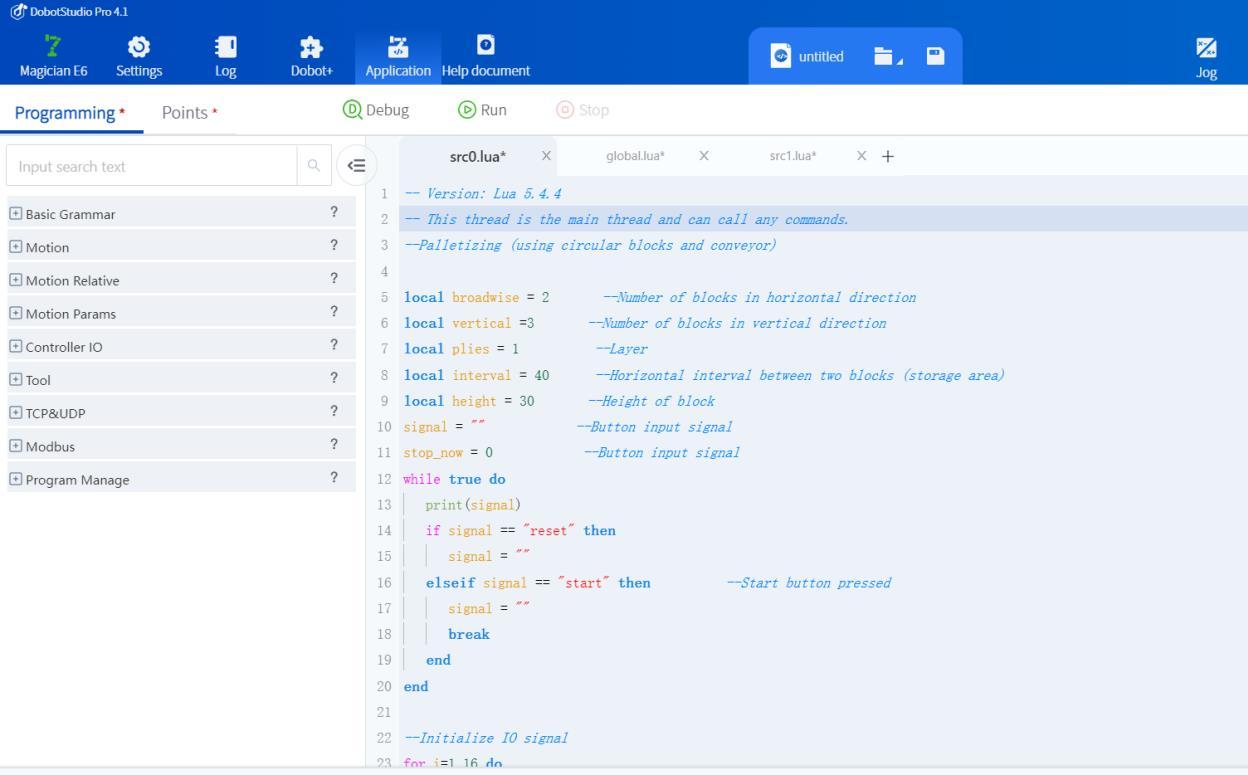 DobotStudio Pro 4.1
Magician E6
Settings
Log
Dobot+
Application
Help document
untitled
Jog
Programming *
Points *
Debug
Run
Stop
Input search text
src0.lua* X
global.lua* X
src1.lua* X +
Basic Grammar ?
Motion ?
Motion Relative ?
Motion Params ?
Controller IO ?
Tool ?
TCP&UDP ?
Modbus ?
Program Manage ?
1 -- Version: Lua 5.4.4
2 -- This thread is the main thread and can call any commands.
3 --Palletizing (using circular blocks and conveyor)
4
5 local broadwise = 2 --Number of blocks in horizontal direction
6 local vertical =3 --Number of blocks in vertical direction
7 local plies = 1 --Layer
8 local interval = 40 --Horizontal interval between two blocks (storage area)
9 local height = 30 --Height of block
10 signal = "" --Button input signal
11 stop_now = 0 --Button input signal
12 while true do
13 print(signal)
14 if signal == "reset" then
15 signal = ""
16 elseif signal == "start" then --Start button pressed
17 signal = ""
18 break
19 end
20 end
21
22 --Initialize IO signal
23 for i=1,16 do